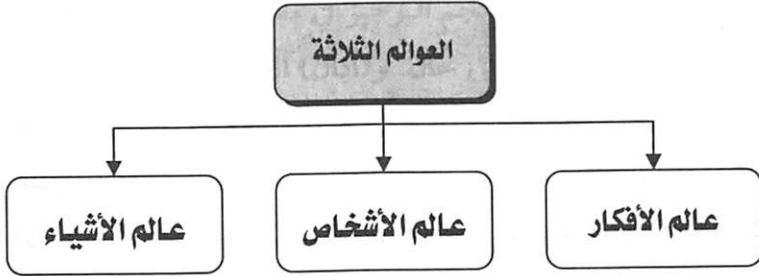 العوالم الثلاثة
عالم الأفكار
عالم الأشخاص
عالم الأشياء